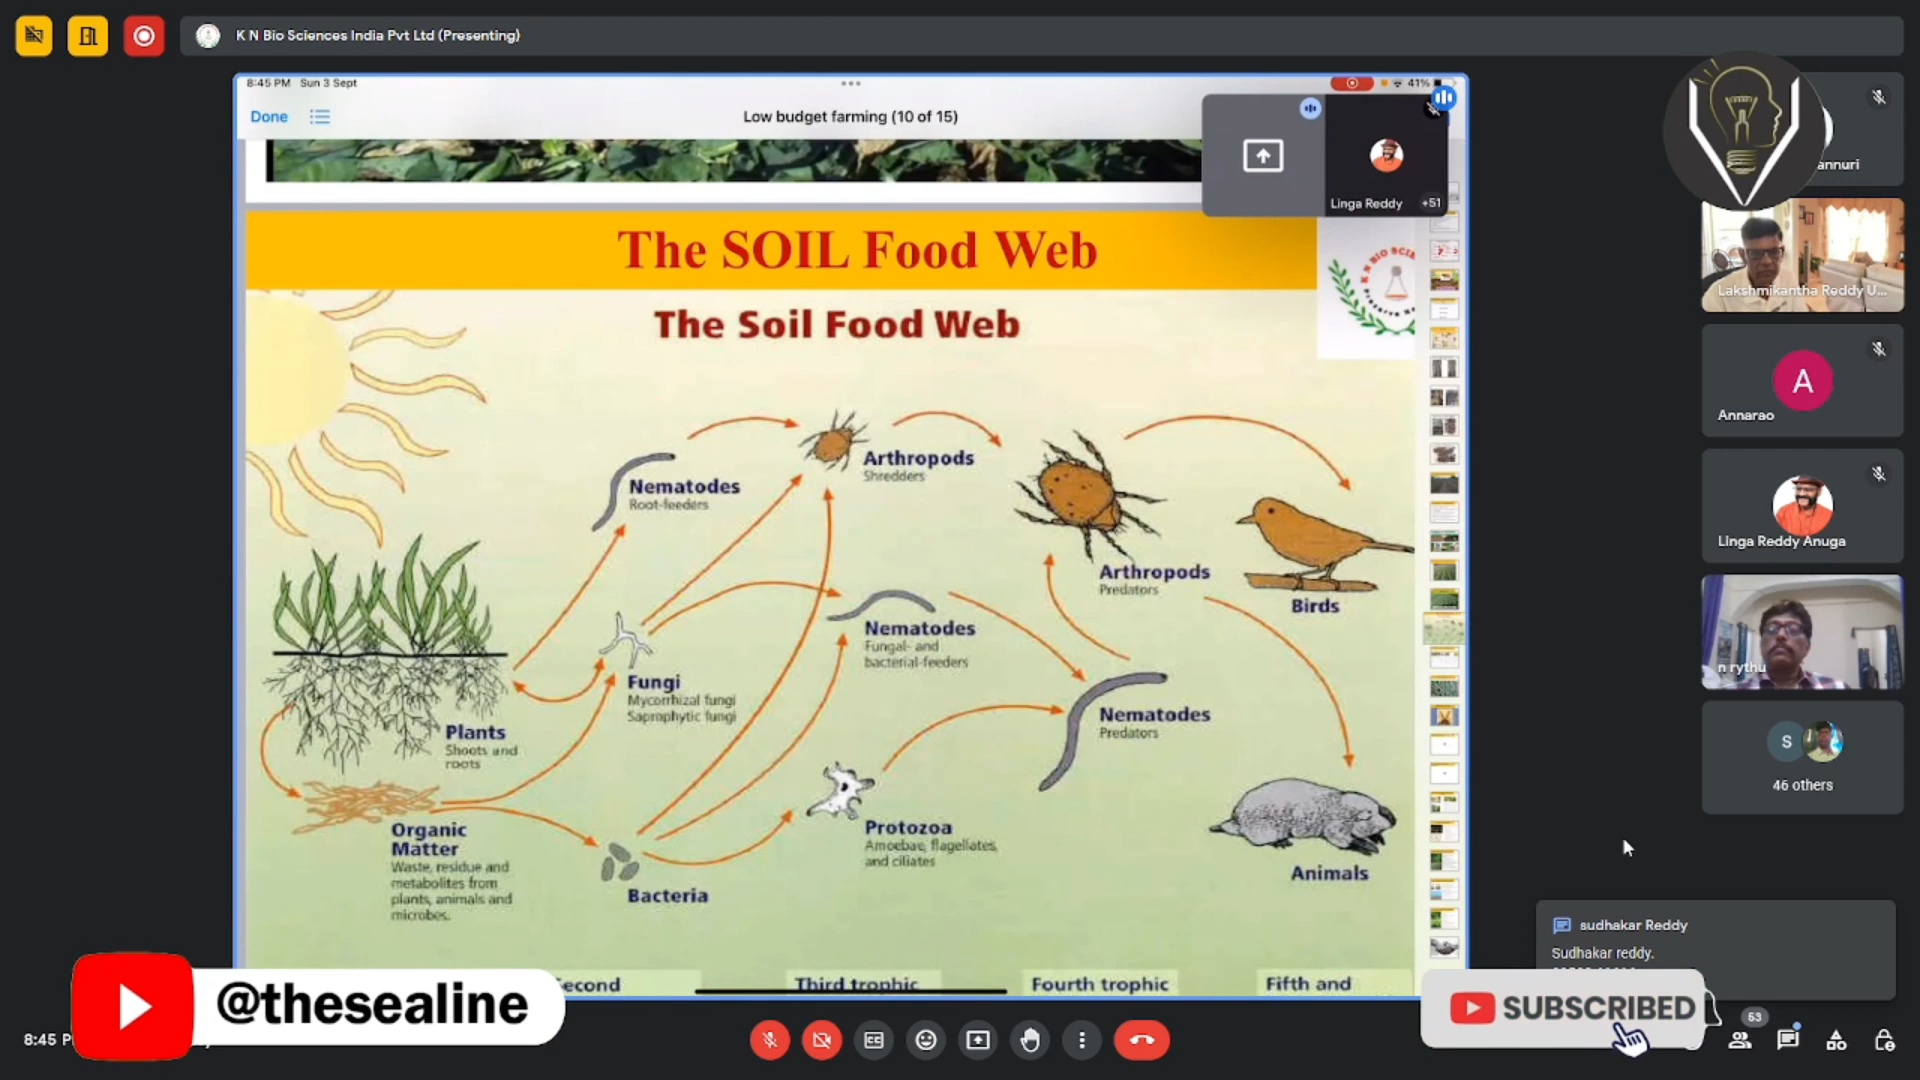 K N Bio Sciences India Pvt Ltd (Presenting)
8:45 PM Sun 3 Sept
41%
Done
Low budget farming (10 of 15)
Linga Reddy +51
annuri
The SOIL Food Web
K N BIO SCI
The Soil Food Web
Lakshmikantha Reddy U...
A
Annarao
Arthropods
Shredders
Nematodes
Root-feeders
Linga Reddy Anuga
Arthropods
Predators
Birds
Nematodes
Fungal- and
bacterial-feeders
n rythu
Fungi
Mycorrhizal fungi
Saprophytic fungi
Nematodes
Predators
Plants
Shoots and
roots
S
46 others
Organic
Matter
Waste, residue and
metabolites from
plants, animals and
microbes.
Protozoa
Amoebae, flagellates,
and ciliates
Animals
Bacteria
sudhakar Reddy
Sudhakar reddy.
Third trophic
Fourth trophic
Fifth and
@thesealine
SUBSCRIBED
8:45 P
53